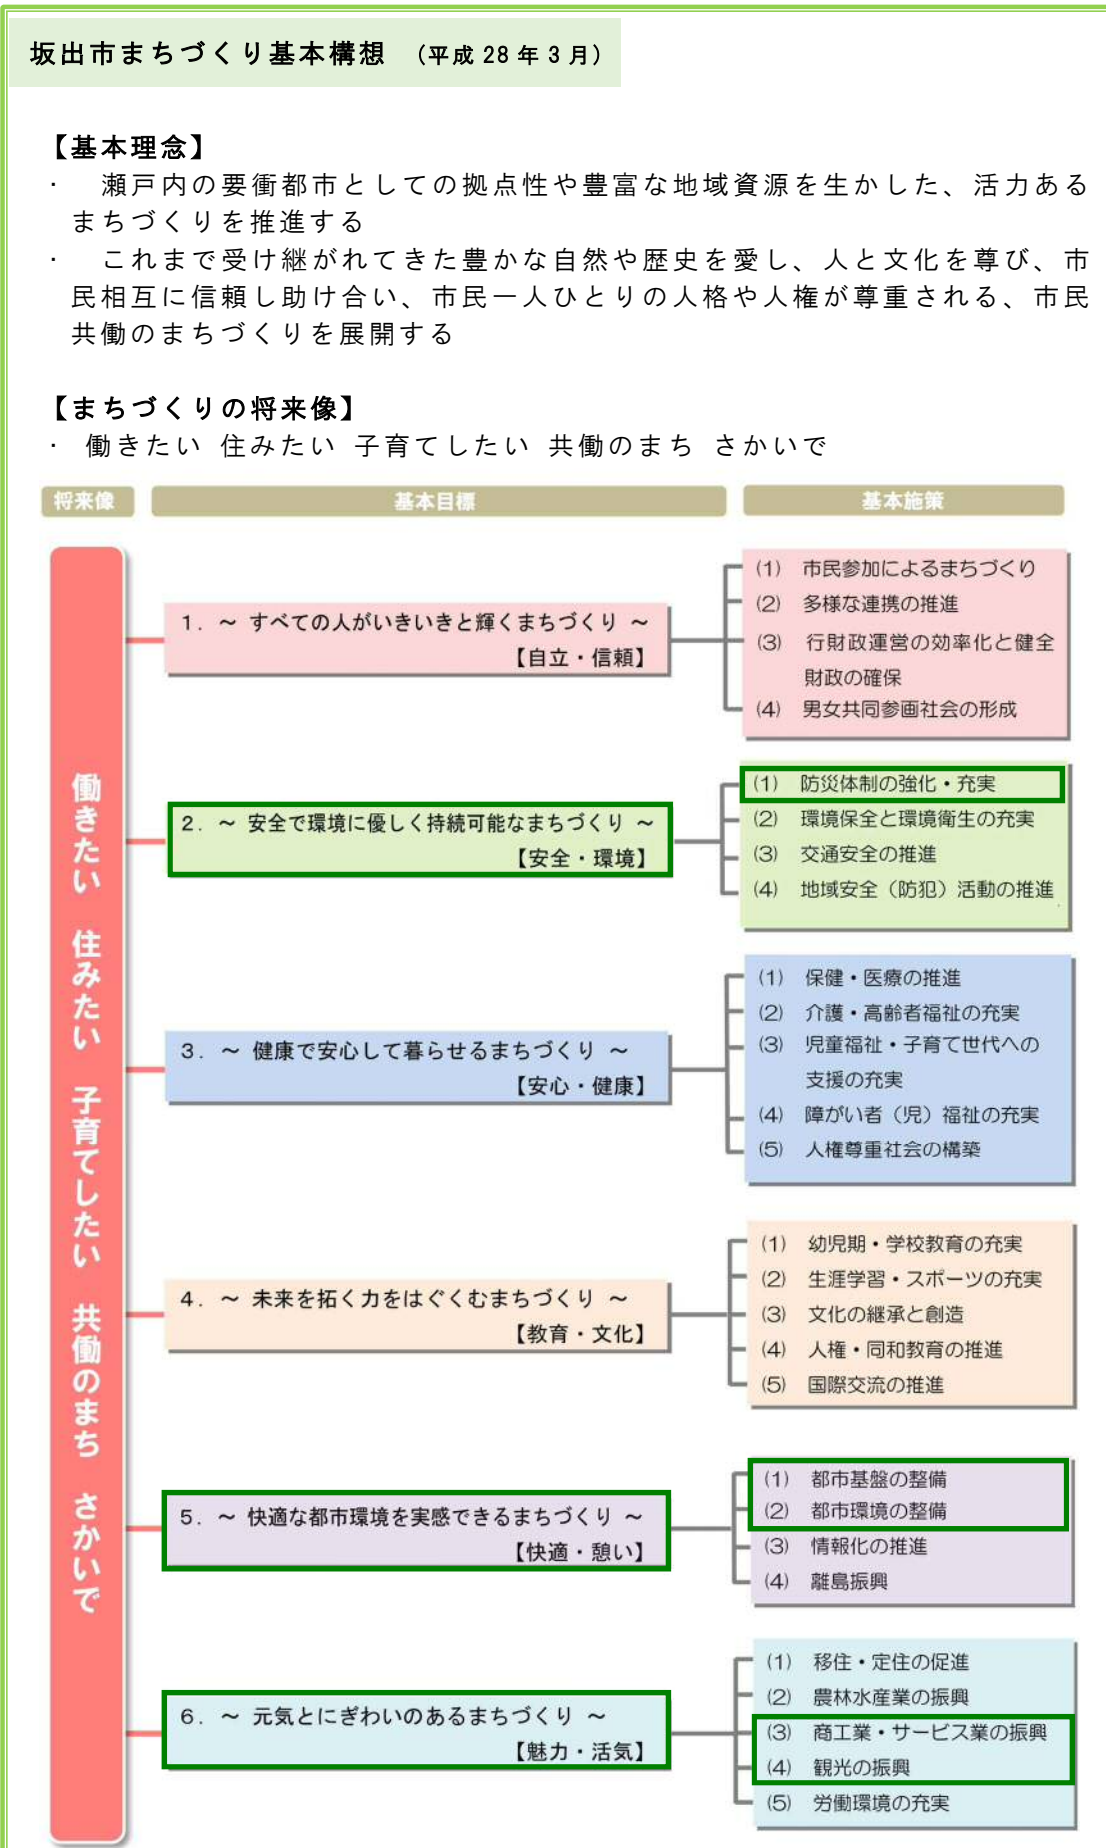 坂出市まちづくり基本構想 （平成 28 年 3 月）
【基本理念】
・ 瀬戸内の要衝都市としての拠点性や豊富な地域資源を生かした、活力ある
まちづくりを推進する
・ これまで受け継がれてきた豊かな自然や歴史を愛し、人と文化を尊び、市
民相互に信頼し助け合い、市民一人ひとりの人格や人権が尊重される、市民
共働のまちづくりを展開する
【まちづくりの将来像】
・ 働きたい 住みたい 子育てしたい 共働のまち さかいで
将来像 基本目標 基本施策
働きたい 住みたい 子育てしたい 共働のまち さかいで
1．～ すべての人がいきいきと輝くまちづくり ～
【自立・信頼】
(1) 市民参加によるまちづくり
(2) 多様な連携の推進
(3) 行財政運営の効率化と健全
財政の確保
(4) 男女共同参画社会の形成
2．～ 安全で環境に優しく持続可能なまちづくり ～
【安全・環境】
(1) 防災体制の強化・充実
(2) 環境保全と環境衛生の充実
(3) 交通安全の推進
(4) 地域安全（防犯）活動の推進
3．～ 健康で安心して暮らせるまちづくり ～
【安心・健康】
(1) 保健・医療の推進
(2) 介護・高齢者福祉の充実
(3) 児童福祉・子育て世代への
支援の充実
(4) 障がい者（児）福祉の充実
(5) 人権尊重社会の構築
4．～ 未来を拓く力をはぐくむまちづくり ～
【教育・文化】
(1) 幼児期・学校教育の充実
(2) 生涯学習・スポーツの充実
(3) 文化の継承と創造
(4) 人権・同和教育の推進
(5) 国際交流の推進
5．～ 快適な都市環境を実感できるまちづくり ～
【快適・憩い】
(1) 都市基盤の整備
(2) 都市環境の整備
(3) 情報化の推進
(4) 離島振興
6．～ 元気とにぎわいのあるまちづくり ～
【魅力・活気】
(1) 移住・定住の促進
(2) 農林水産業の振興
(3) 商工業・サービス業の振興
(4) 観光の振興
(5) 労働環境の充実